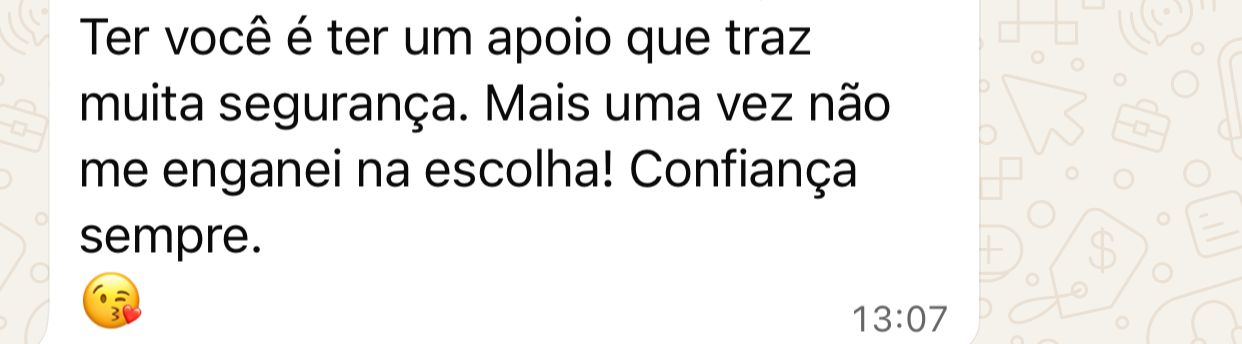 Ter você é ter um apoio que traz
muita segurança. Mais uma vez não
me enganei na escolha! Confiança
sempre.
😘
13:07